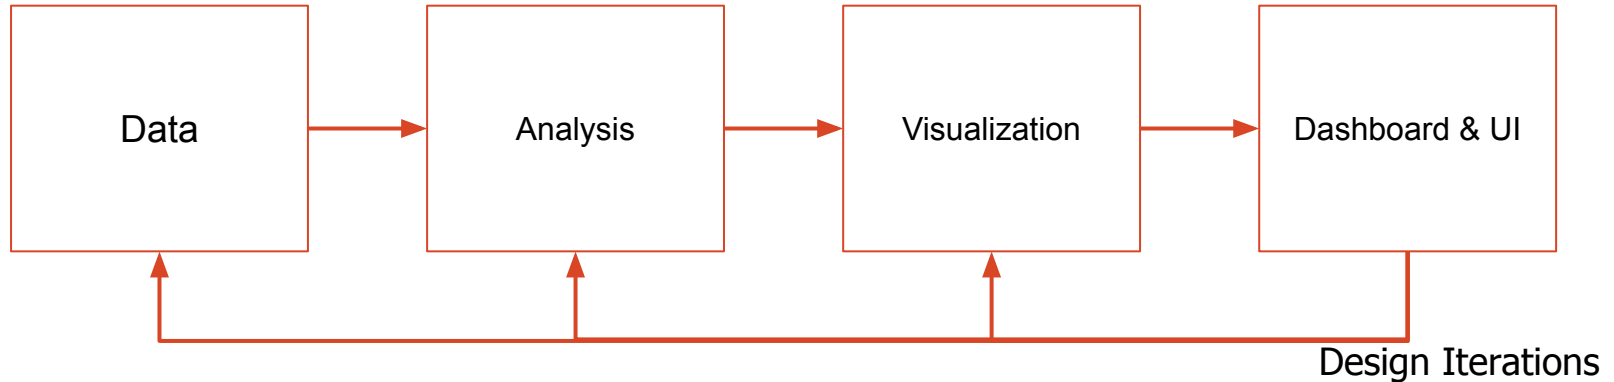 Data
Analysis
Visualization
Dashboard & UI
Design Iterations